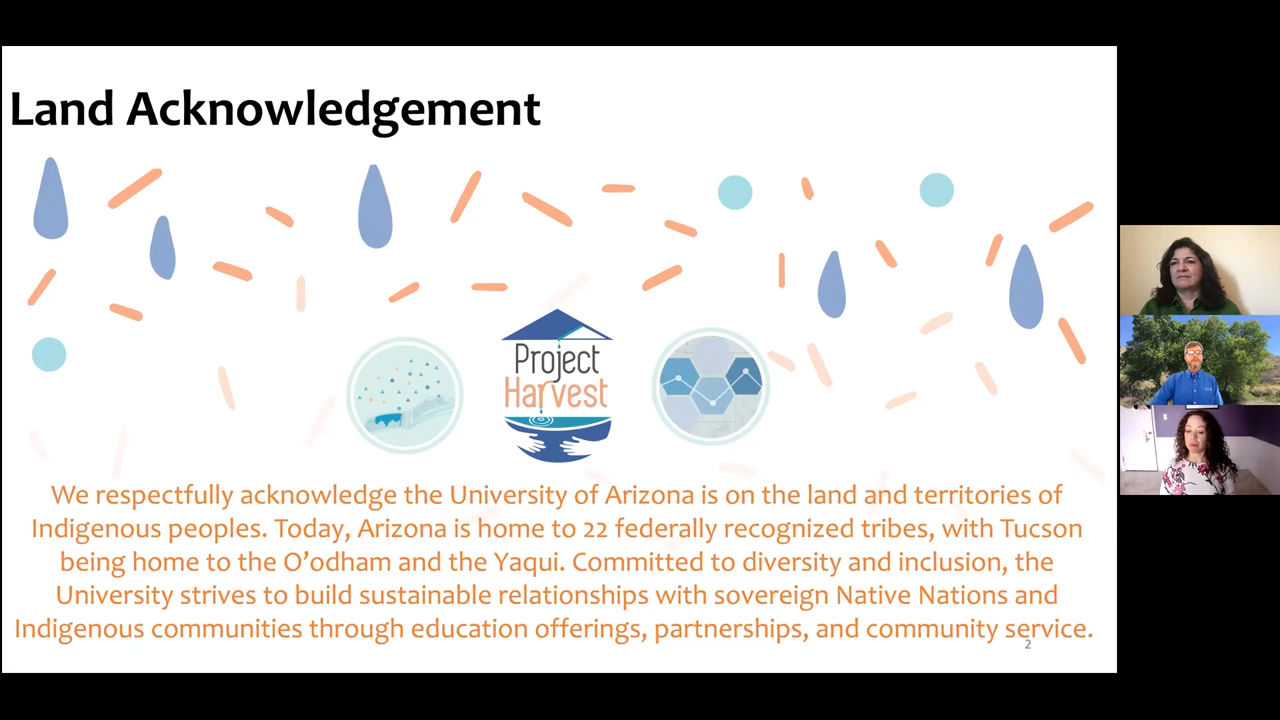 Land Acknowledgement
Project
Harvest
We respectfully acknowledge the University of Arizona is on the land and territories of
Indigenous peoples. Today, Arizona is home to 22 federally recognized tribes, with Tucson
being home to the O’odham and the Yaqui. Committed to diversity and inclusion, the
University strives to build sustainable relationships with sovereign Native Nations and
Indigenous communities through education offerings, partnerships, and community service.
2